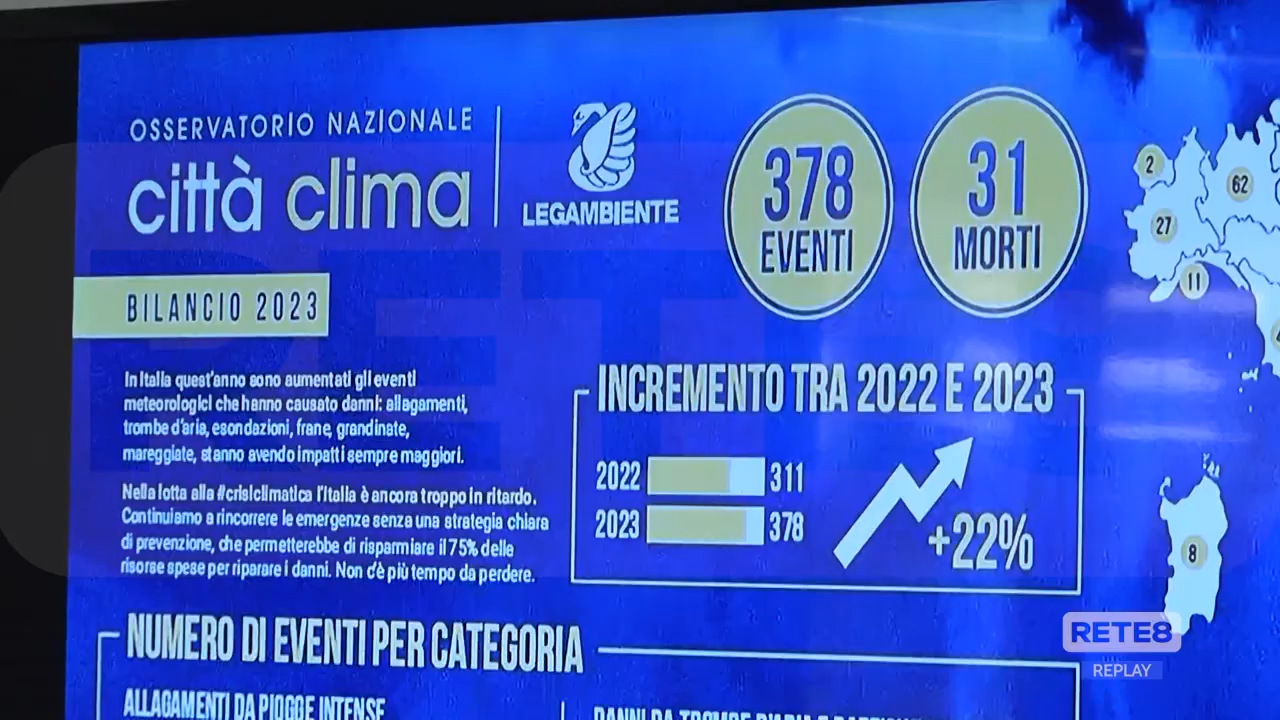 OSSERVATORIO NAZIONALE
città clima
LEGAMBIENTE
378
EVENTI
31
MORTI
2
62
27
11
BILANCIO 2023
In Italia quest'anno sono aumentati gli eventi
meteorologici che hanno causato danni: allagamenti,
trombe d'aria, esondazioni, frane, grandinate,
mareggiate, stanno avendo impatti sempre maggiori.
Nella lotta alla #crisiclimatica l'Italia è ancora troppo in ritardo.
Continuiamo a rincorrere le emergenze senza una strategia chiara
di prevenzione, che permetterebbe di risparmiare il 75% delle
risorse spese per riparare i danni. Non c'è più tempo da perdere.
INCREMENTO TRA 2022 E 2023
2022 311
2023 378
+22%
8
NUMERO DI EVENTI PER CATEGORIA
ALLAGAMENTI DA PIOGGE INTENSE
DANNI DA TROMBE D'ARIA E
RETE8
REPLAY